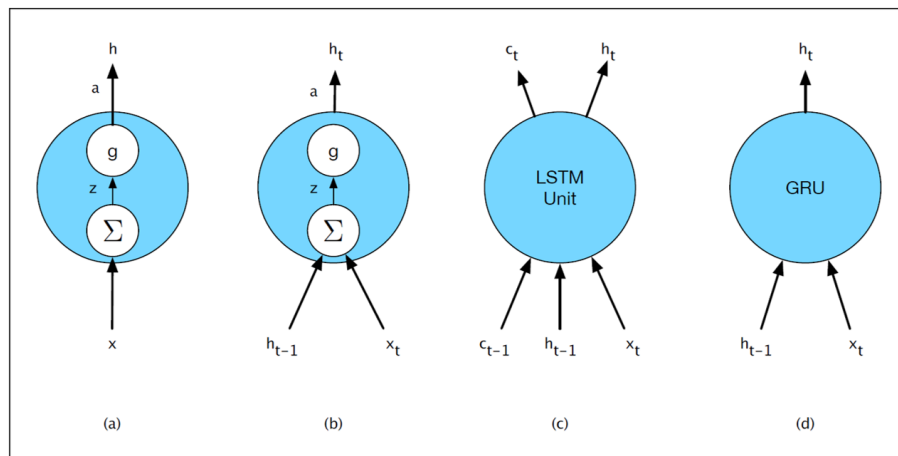 h
a
g
z
Σ
x
(a)
h_t
a
g
z
Σ
h_{t-1} x_t
(b)
c_t h_t
LSTM
Unit
c_{t-1} h_{t-1} x_t
(c)
h_t
GRU
h_{t-1} x_t
(d)